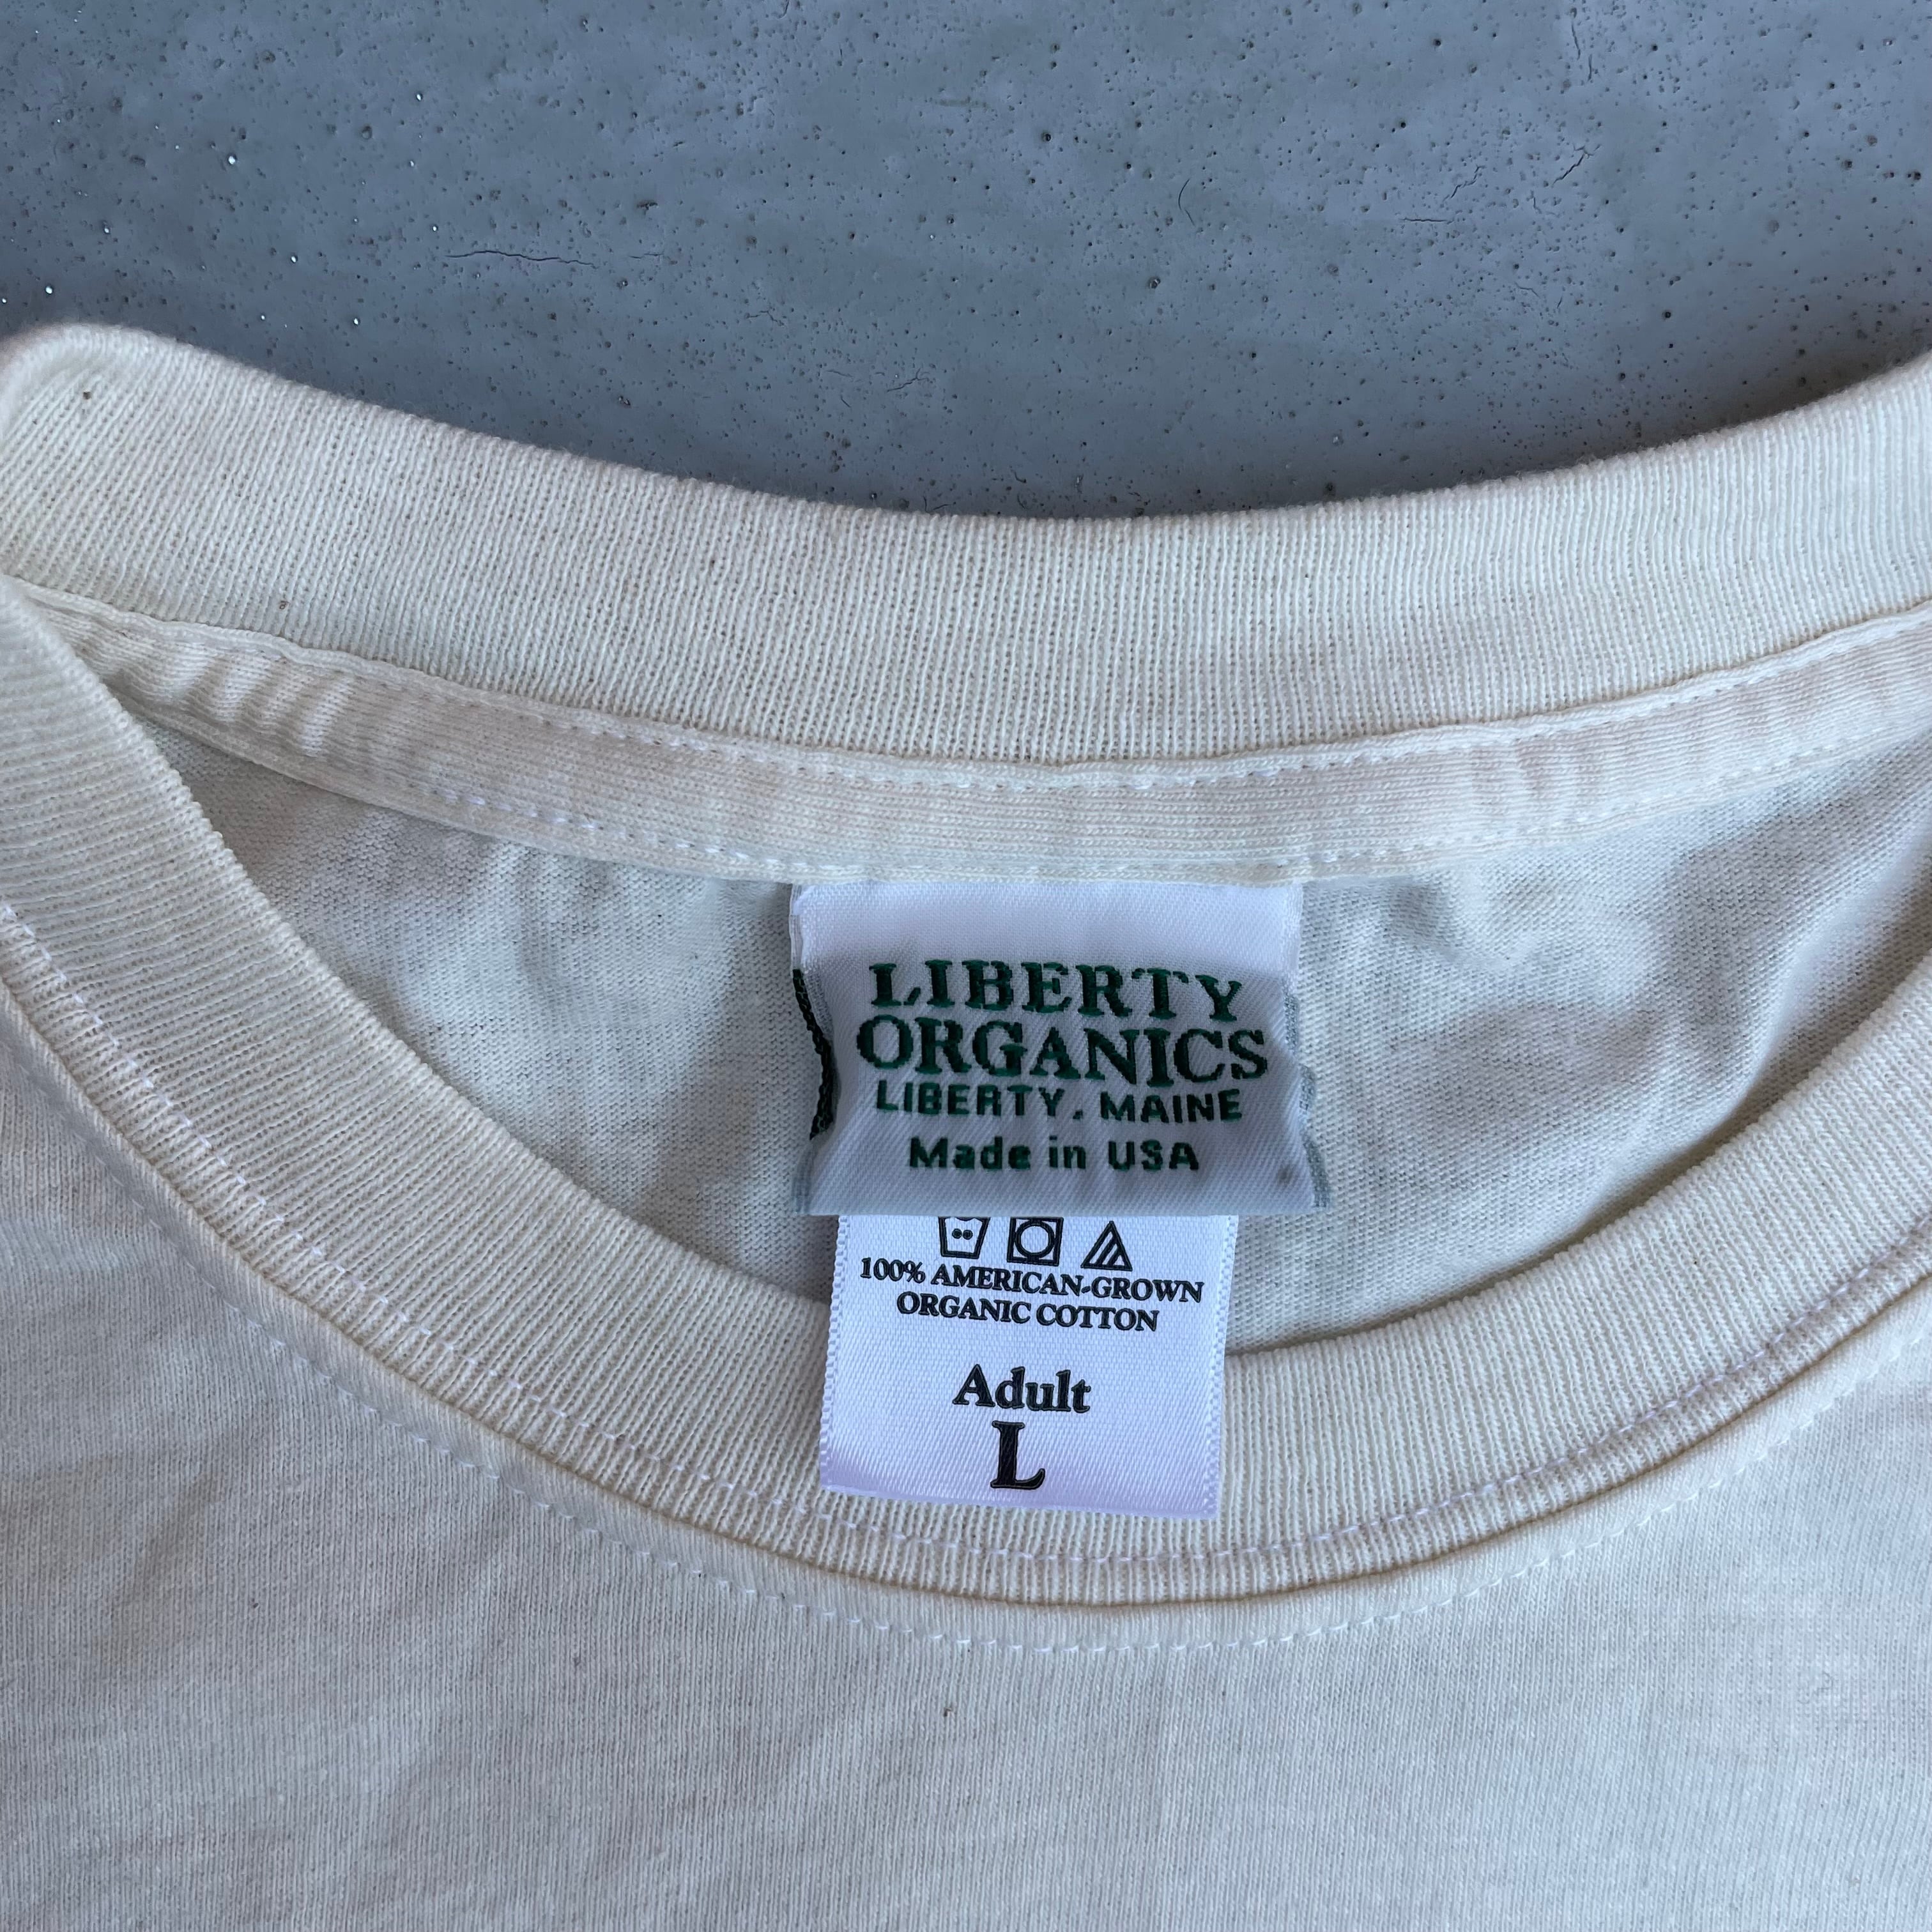 LIBERTY
ORGANICS
LIBERTY, MAINE
Made in USA
100% AMERICAN-GROWN
ORGANIC COTTON
Adult
L